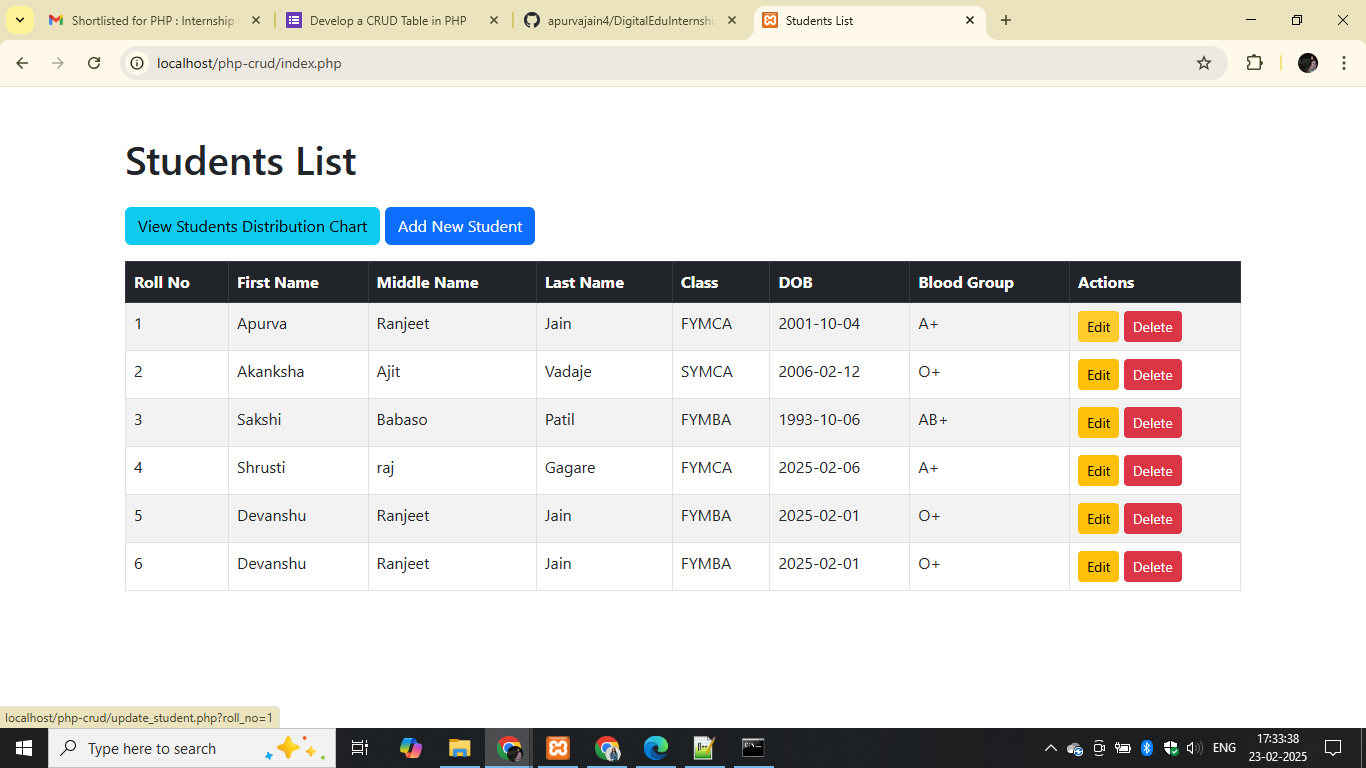 Shortlisted for PHP : Internship
Develop a CRUD Table in PHP
apurvajain4/DigitalEduInternshi
Students List
localhost/php-crud/index.php
Students List
View Students Distribution Chart Add New Student
Roll No First Name Middle Name Last Name Class DOB Blood Group Actions
1 Apurva Ranjeet Jain FYMCA 2001-10-04 A+ Edit Delete
2 Akanksha Ajit Vadaje SYMCA 2006-02-12 O+ Edit Delete
3 Sakshi Babaso Patil FYMBA 1993-10-06 AB+ Edit Delete
4 Shrusti raj Gagare FYMCA 2025-02-06 A+ Edit Delete
5 Devanshu Ranjeet Jain FYMBA 2025-02-01 O+ Edit Delete
6 Devanshu Ranjeet Jain FYMBA 2025-02-01 O+ Edit Delete
localhost/php-crud/update_student.php?roll_no=1
Type here to search
ENG
17:33:38
23-02-2025